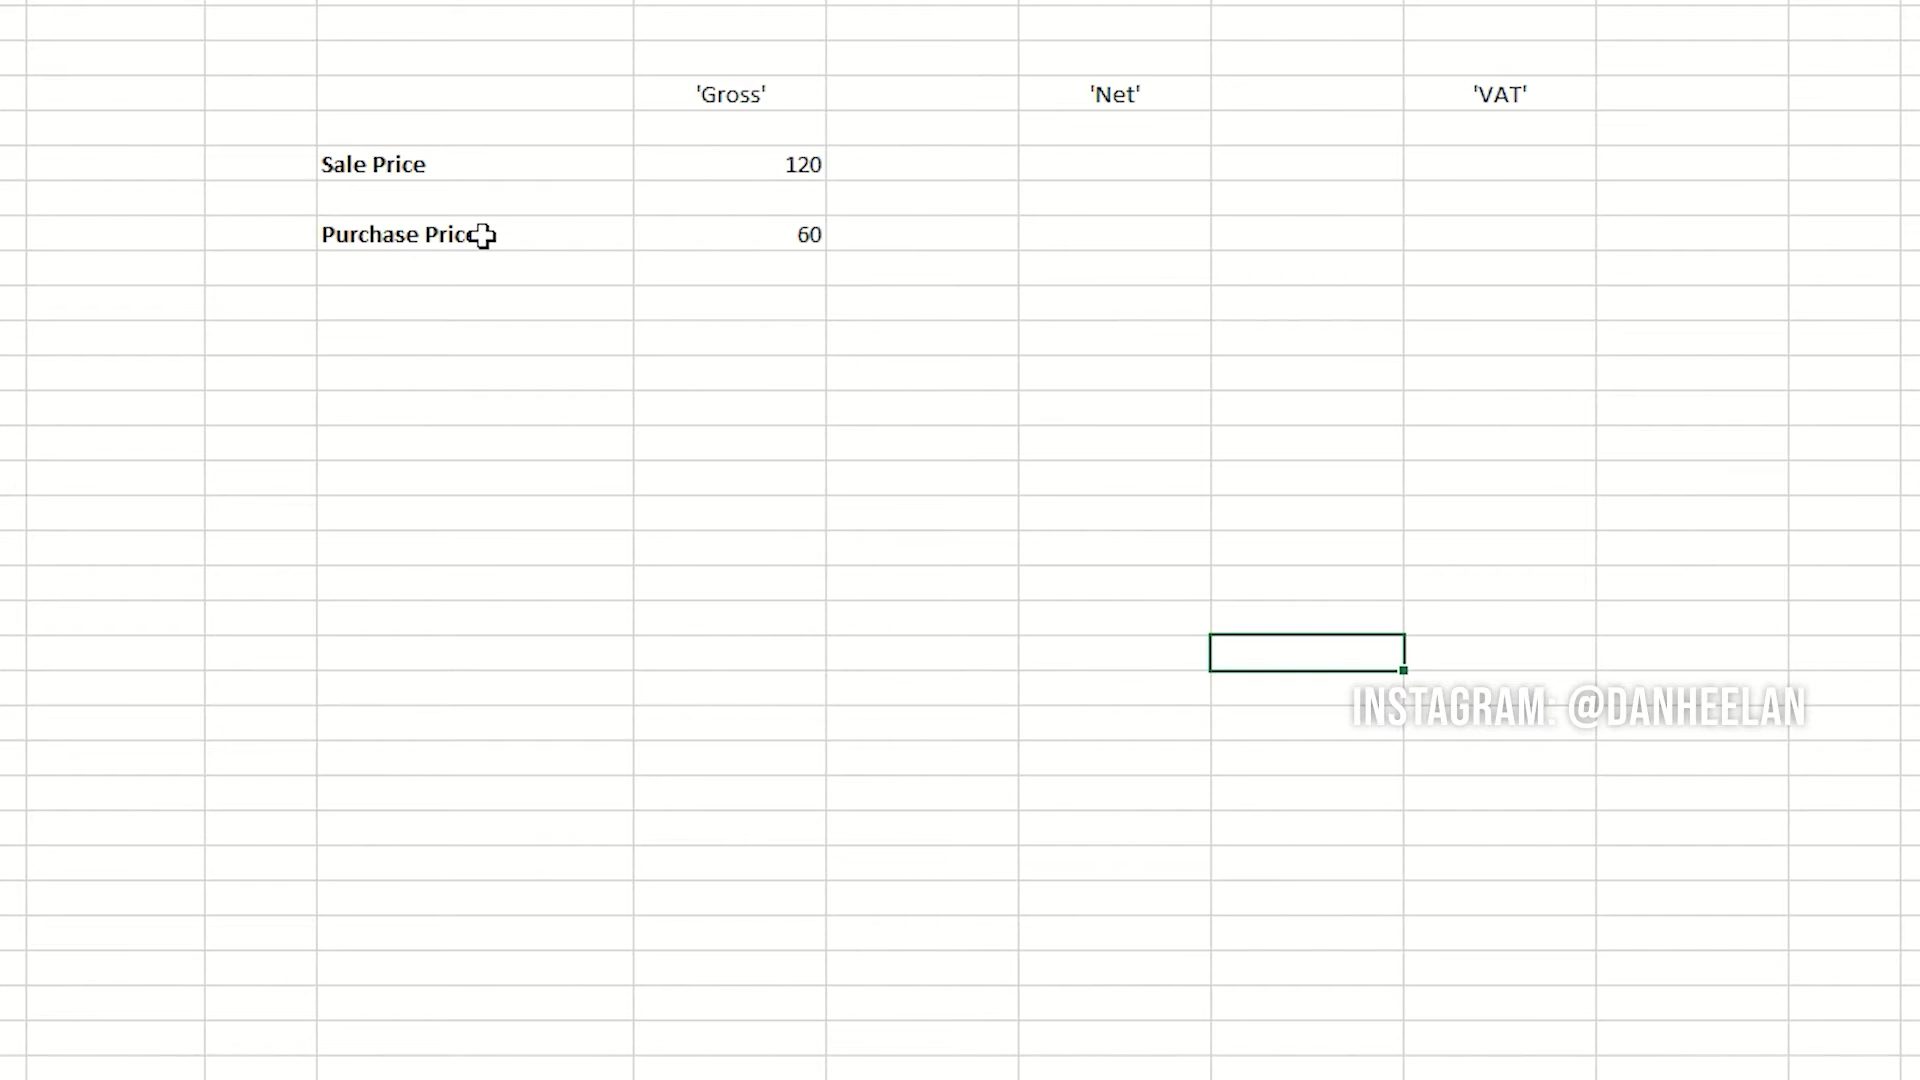 'Gross' 'Net' 'VAT'
Sale Price 120
Purchase Price 60
INSTAGRAM: @DANHEELAN